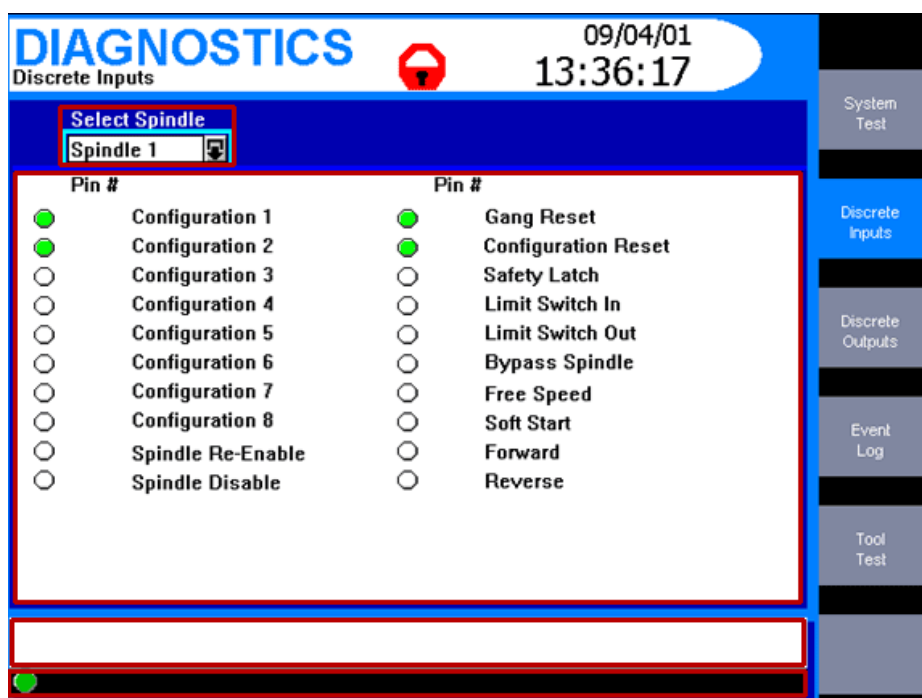 DIAGNOSTICS
Discrete Inputs
09/04/01
13:36:17
Select Spindle
Spindle 1
Pin #
Configuration 1
Configuration 2
Configuration 3
Configuration 4
Configuration 5
Configuration 6
Configuration 7
Configuration 8
Spindle Re-Enable
Spindle Disable
Pin #
Gang Reset
Configuration Reset
Safety Latch
Limit Switch In
Limit Switch Out
Bypass Spindle
Free Speed
Soft Start
Forward
Reverse
System
Test
Discrete
Inputs
Discrete
Outputs
Event
Log
Tool
Test